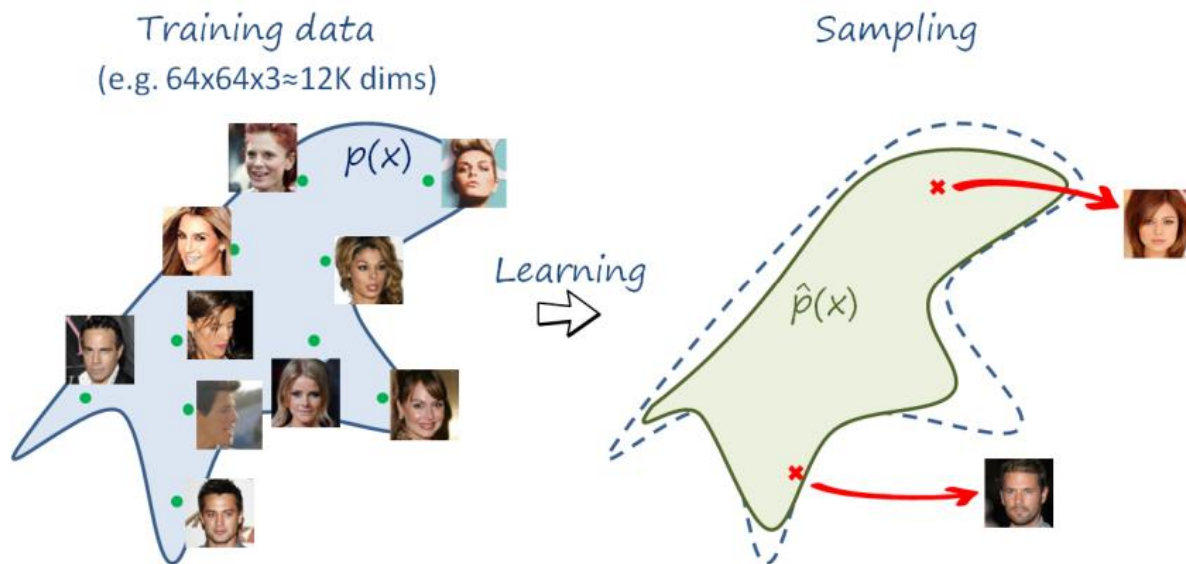 Training data
(e.g. 64x64x3≈12K dims)
p(x)
Learning
Sampling
p̂(x)